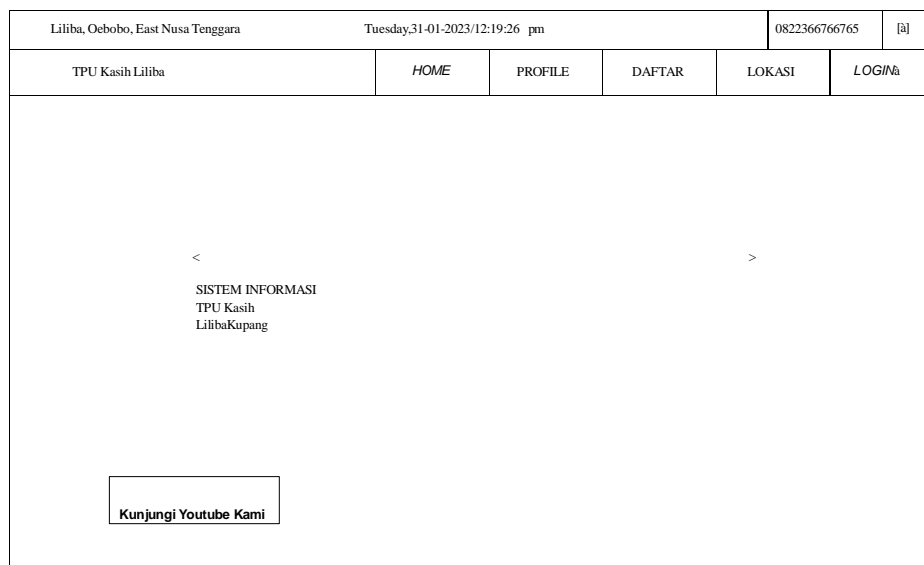 Liliba, Oebobo, East Nusa Tenggara Tuesday,31-01-2023/12:19:26 pm 0822366766765 [à]
TPU Kasih Liliba HOME PROFILE DAFTAR LOKASI LOGINà
< >
SISTEM INFORMASI
TPU Kasih
LilibaKupang
Kunjungi Youtube Kami